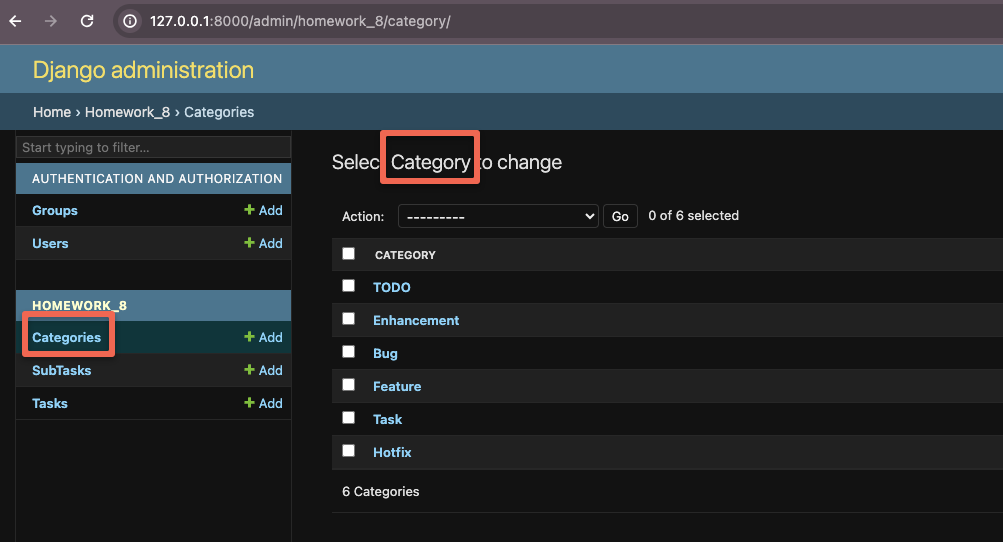 127.0.0.1:8000/admin/homework_8/category/
Django administration
Home › Homework_8 › Categories
Start typing to filter...
AUTHENTICATION AND AUTHORIZATION
Groups + Add
Users + Add
HOMEWORK_8
Categories + Add
SubTasks + Add
Tasks + Add
Select Category to change
Action: --------- Go 0 of 6 selected
CATEGORY
TODO
Enhancement
Bug
Feature
Task
Hotfix
6 Categories